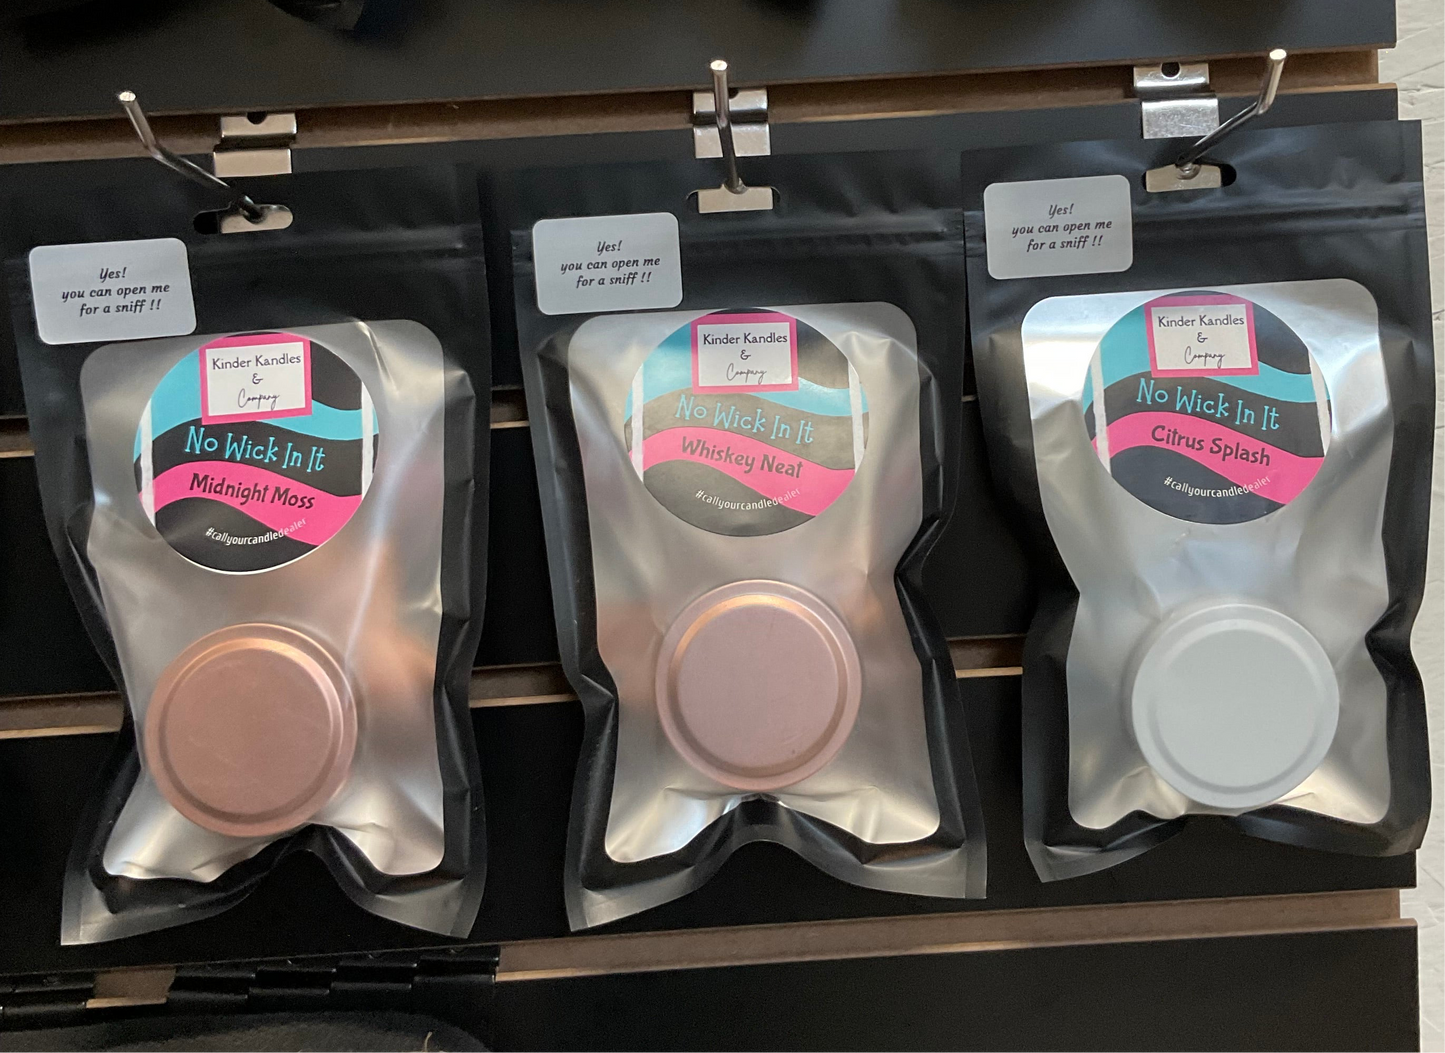 Yes!
you can open me
for a sniff !!
Kinder Kandles
&
Company
No Wick In It
Midnight Moss
#callyourcandledealer
Yes!
you can open me
for a sniff !!
Kinder Kandles
&
Company
No Wick In It
Whiskey Neat
#callyourcandledealer
Yes!
you can open me
for a sniff !!
Kinder Kandles
&
Company
No Wick In It
Citrus Splash
#callyourcandledealer